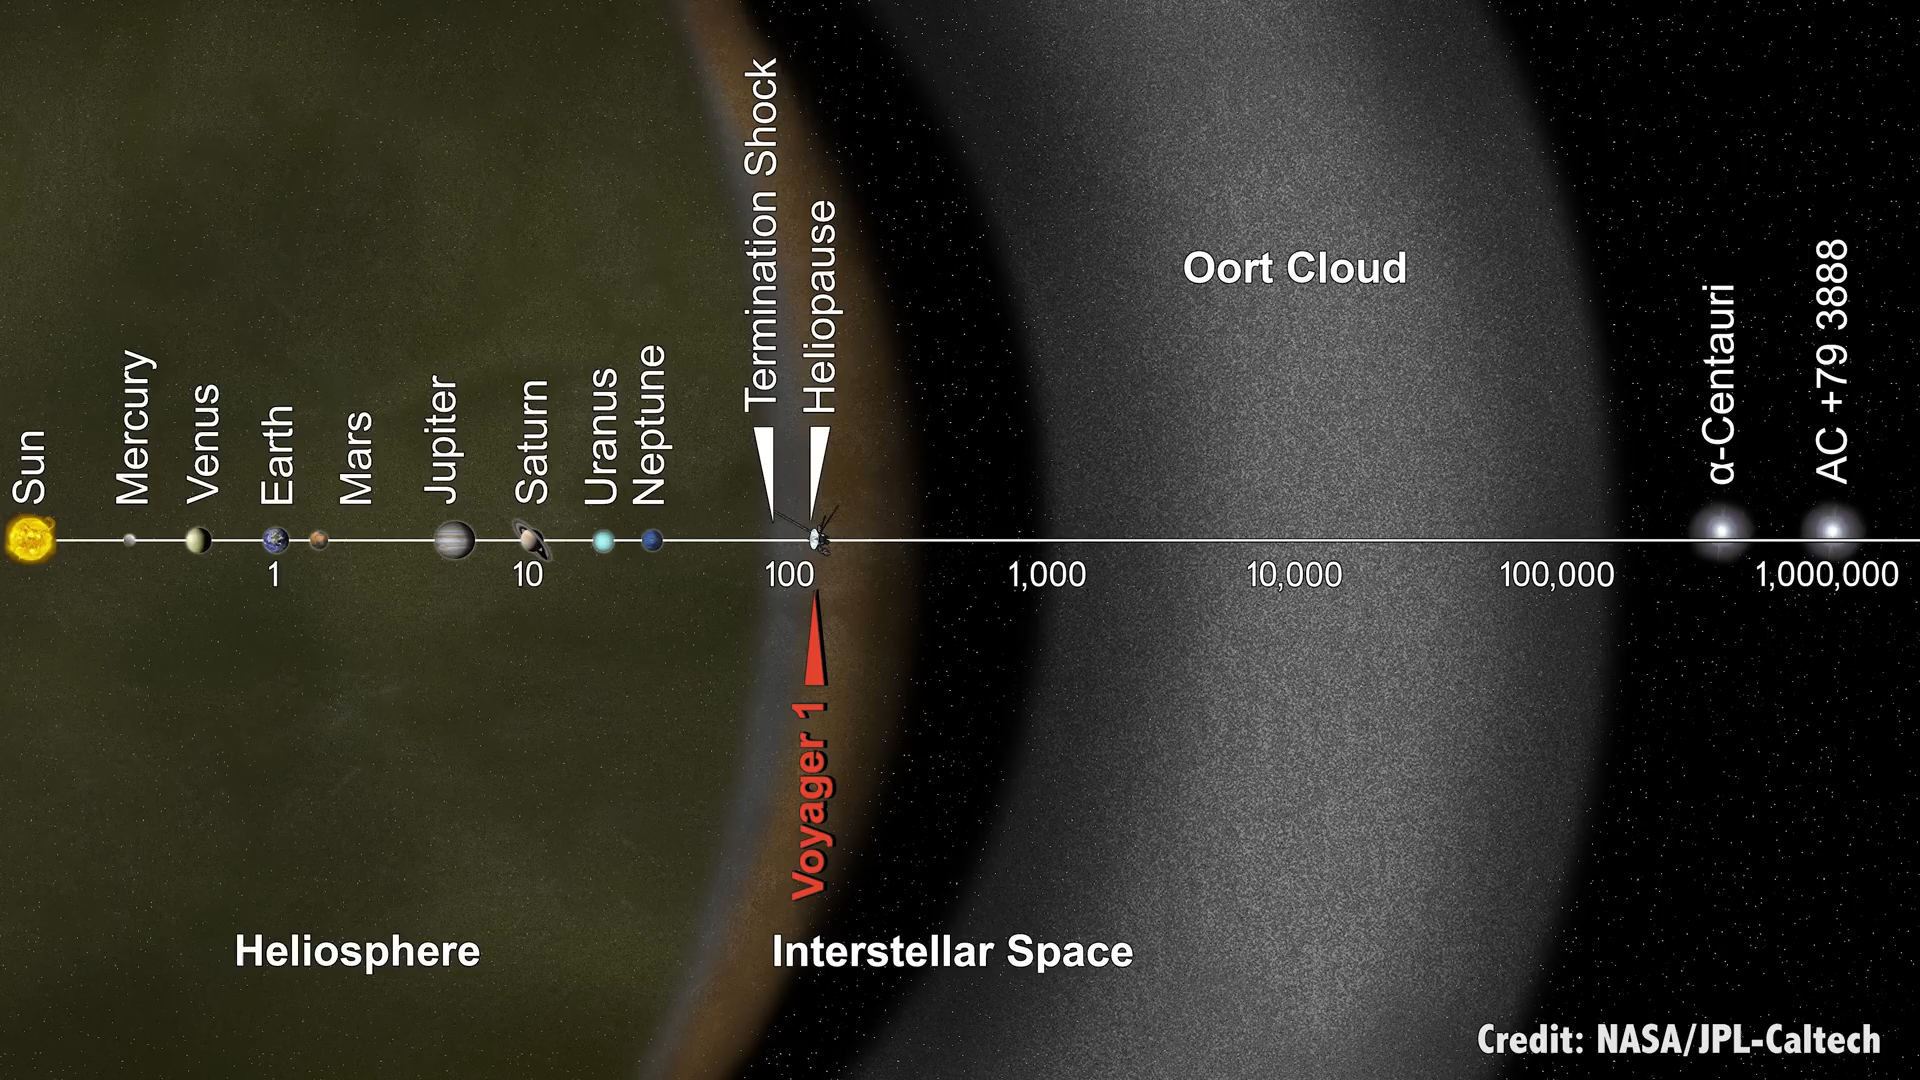 Sun
Mercury
Venus
Earth
Mars
Jupiter
Saturn
Uranus
Neptune
Termination Shock
Heliopause
Oort Cloud
α-Centauri
AC +79 3888
1
10
100
1,000
10,000
100,000
1,000,000
Voyager 1
Heliosphere
Interstellar Space
Credit: NASA/JPL-Caltech